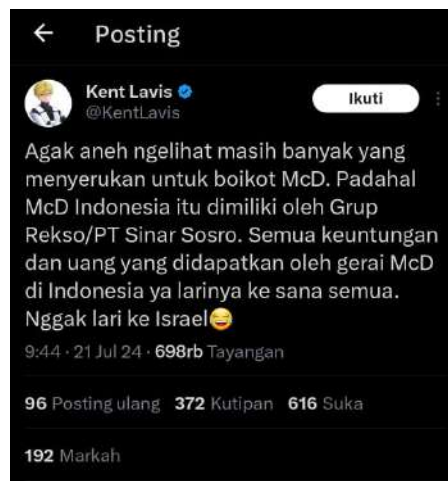 Posting
Kent Lavis
@KentLavis
Ikuti
Agak aneh ngelihat masih banyak yang
menyerukan untuk boikot McD. Padahal
McD Indonesia itu dimiliki oleh Grup
Rekso/PT Sinar Sosro. Semua keuntungan
dan uang yang didapatkan oleh gerai McD
di Indonesia ya larinya ke sana semua.
Nggak lari ke Israel😂
9:44 · 21 Jul 24 · 698rb Tayangan
96 Posting ulang 372 Kutipan 616 Suka
192 Markah